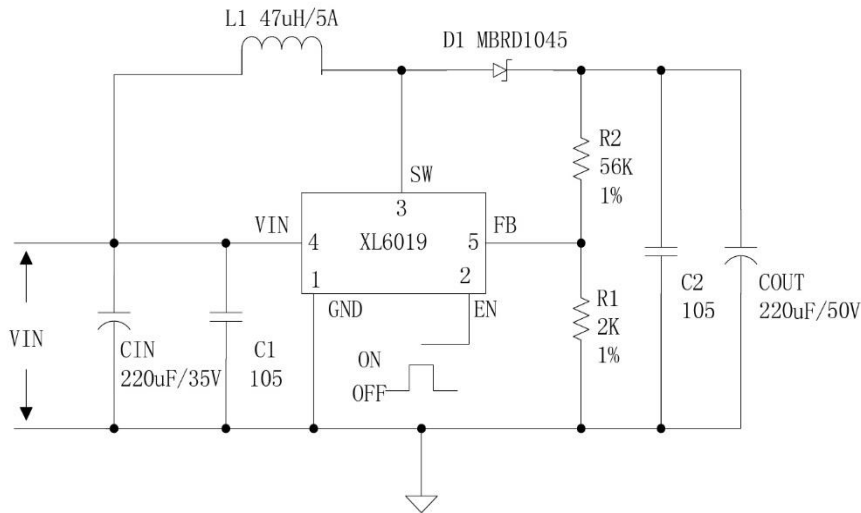 L1 47uH/5A
D1 MBRD1045
R2
56K
1%
SW
3
VIN
4
XL6019
5
FB
1
2
GND
EN
R1
2K
1%
C2
105
COUT
220uF/50V
VIN
CIN
220uF/35V
C1
105
ON
OFF